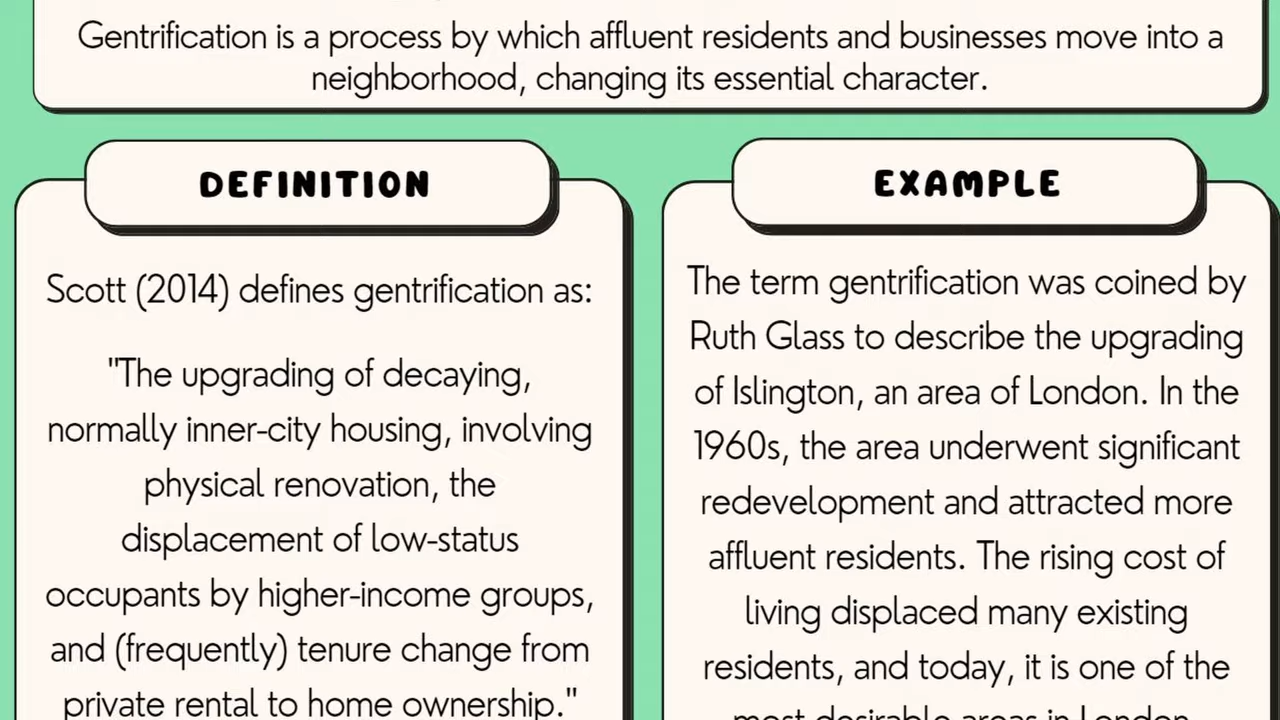 Gentrification is a process by which affluent residents and businesses move into a
neighborhood, changing its essential character.
DEFINITION
Scott (2014) defines gentrification as:
"The upgrading of decaying,
normally inner-city housing, involving
physical renovation, the
displacement of low-status
occupants by higher-income groups,
and (frequently) tenure change from
private rental to home ownership."
EXAMPLE
The term gentrification was coined by
Ruth Glass to describe the upgrading
of Islington, an area of London. In the
1960s, the area underwent significant
redevelopment and attracted more
affluent residents. The rising cost of
living displaced many existing
residents, and today, it is one of the
most desirable areas in London